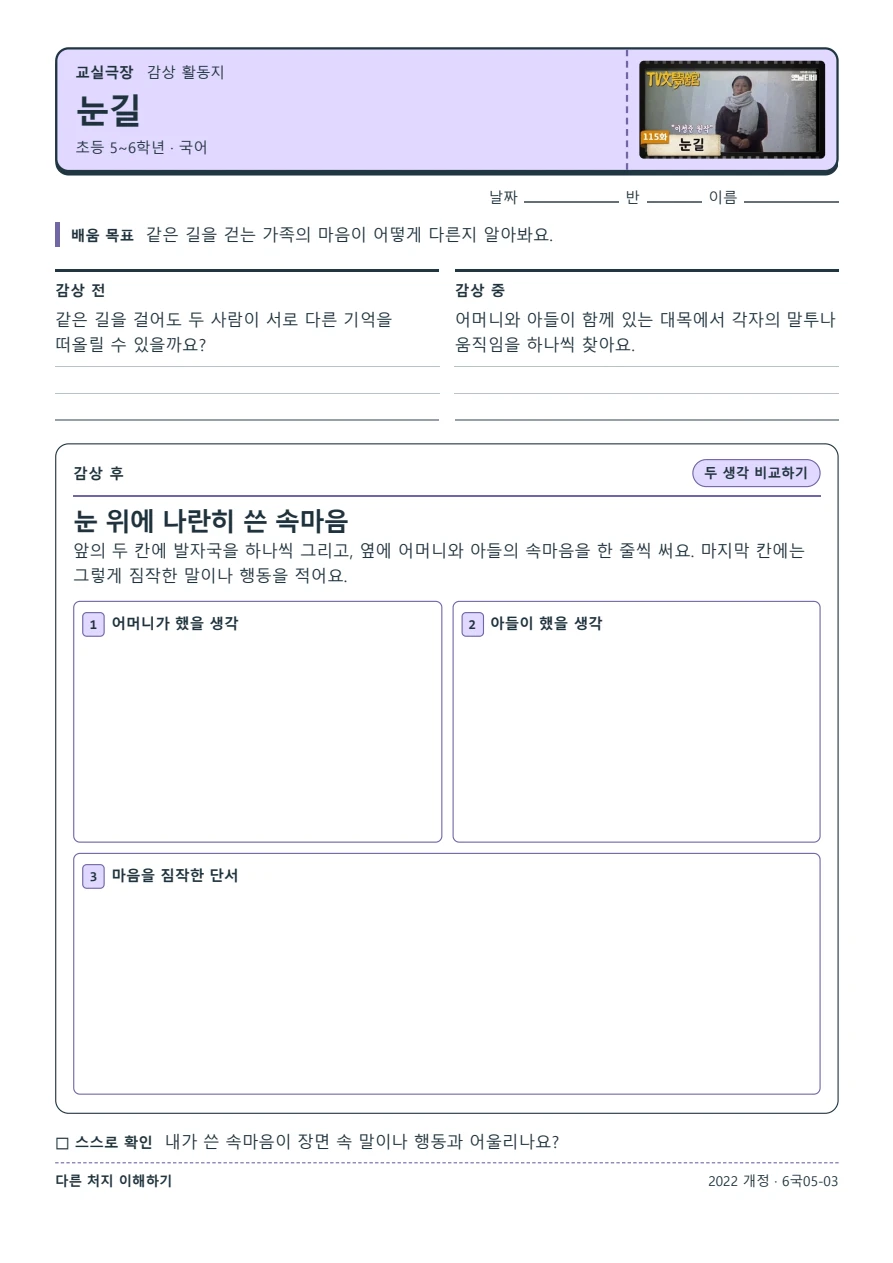 교실극장 감상 활동지
눈길
초등 5~6학년 · 국어
TV文學館
"이청준 원작"
115화
눈길
날짜 반 이름
배움 목표 같은 길을 걷는 가족의 마음이 어떻게 다른지 알아봐요.
감상 전
같은 길을 걸어도 두 사람이 서로 다른 기억을
떠올릴 수 있을까요?
감상 중
어머니와 아들이 함께 있는 대목에서 각자의 말투나
움직임을 하나씩 찾아요.
감상 후
두 생각 비교하기
눈 위에 나란히 쓴 속마음
앞의 두 칸에 발자국을 하나씩 그리고, 옆에 어머니와 아들의 속마음을 한 줄씩 써요. 마지막 칸에는
그렇게 짐작한 말이나 행동을 적어요.
1 어머니가 했을 생각
2 아들이 했을 생각
3 마음을 짐작한 단서
□ 스스로 확인 내가 쓴 속마음이 장면 속 말이나 행동과 어울리나요?
다른 처지 이해하기
2022 개정 · 6국05-03